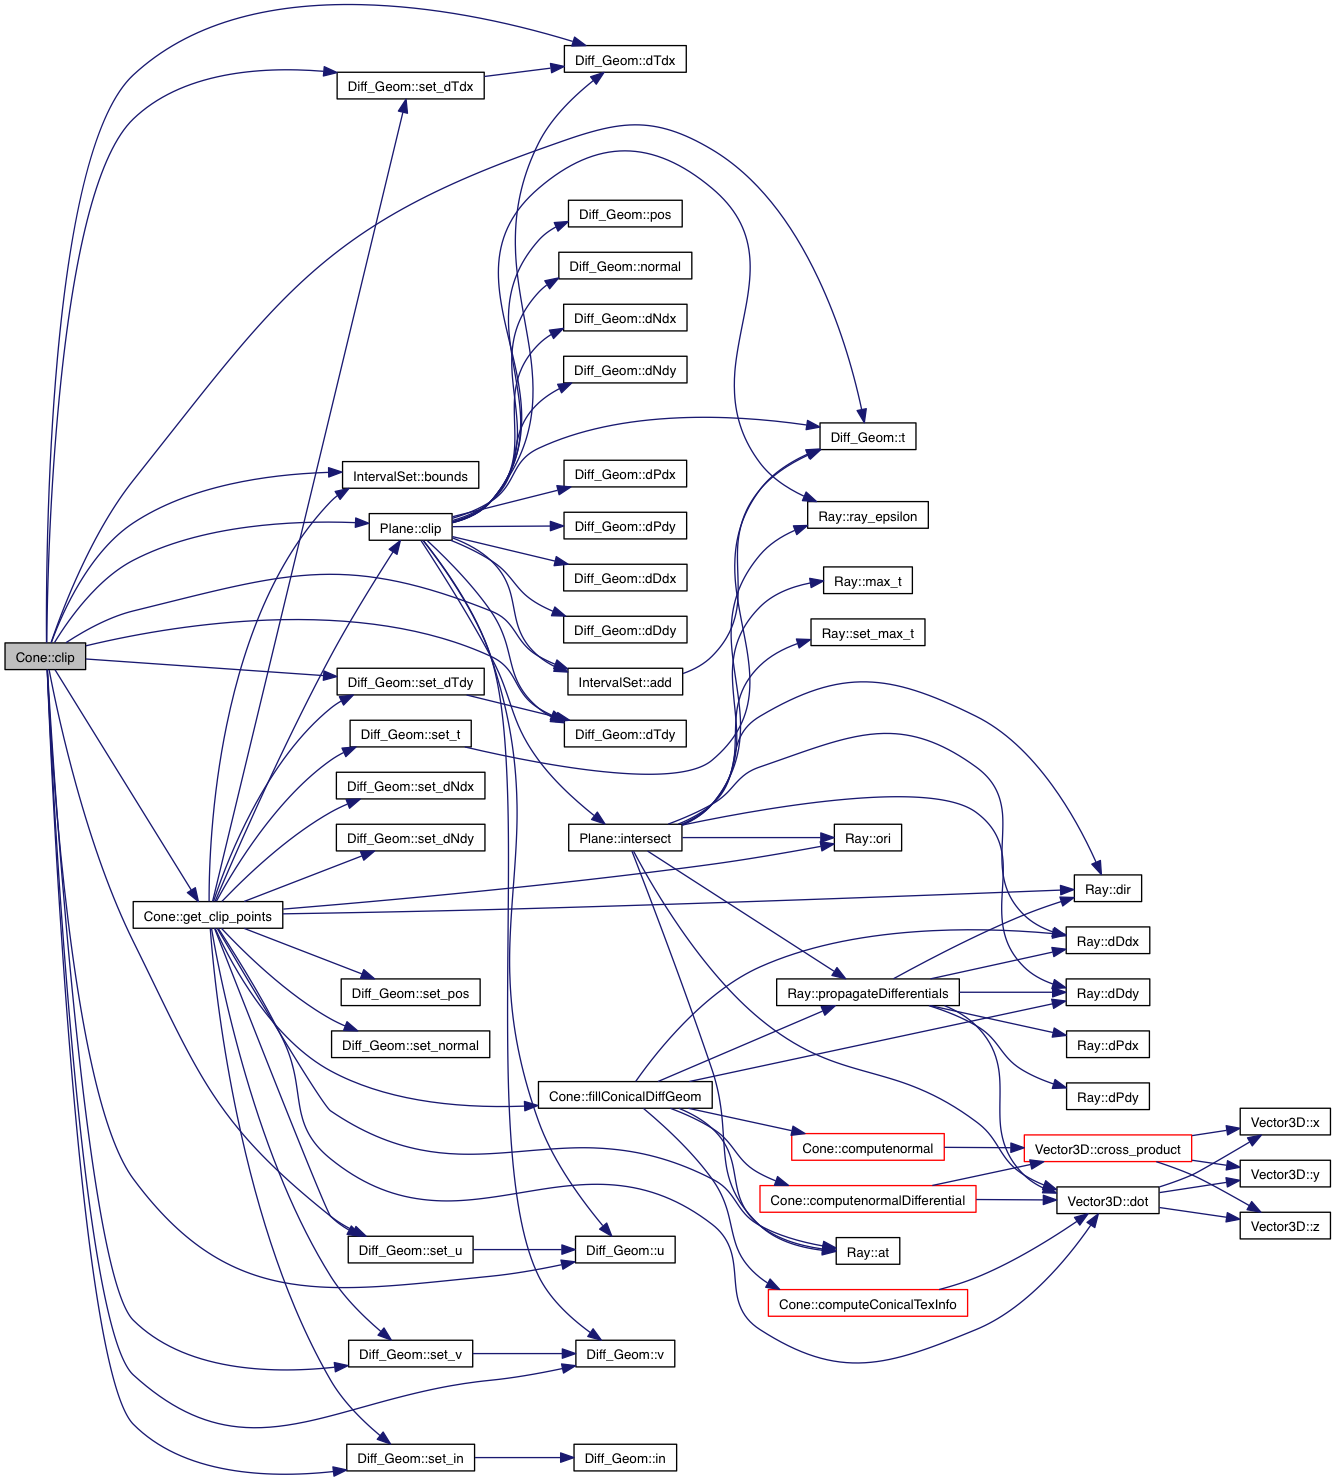 Diff_Geom::dTdx
Diff_Geom::set_dTdx
Diff_Geom::pos
Diff_Geom::normal
Diff_Geom::dNdx
Diff_Geom::dNdy
Diff_Geom::t
IntervalSet::bounds
Diff_Geom::dPdx
Ray::ray_epsilon
Plane::clip
Diff_Geom::dPdy
Diff_Geom::dDdx
Ray::max_t
Diff_Geom::dDdy
Ray::set_max_t
Cone::clip
Diff_Geom::set_dTdy
IntervalSet::add
Diff_Geom::set_t
Diff_Geom::dTdy
Diff_Geom::set_dNdx
Diff_Geom::set_dNdy
Plane::intersect
Ray::ori
Ray::dir
Cone::get_clip_points
Ray::dDdx
Diff_Geom::set_pos
Ray::propagateDifferentials
Ray::dDdy
Diff_Geom::set_normal
Ray::dPdx
Cone::fillConicalDiffGeom
Ray::dPdy
Vector3D::x
Cone::computenormal
Vector3D::cross_product
Vector3D::y
Cone::computenormalDifferential
Vector3D::dot
Vector3D::z
Diff_Geom::set_u
Diff_Geom::u
Ray::at
Cone::computeConicalTexInfo
Diff_Geom::set_v
Diff_Geom::v
Diff_Geom::set_in
Diff_Geom::in